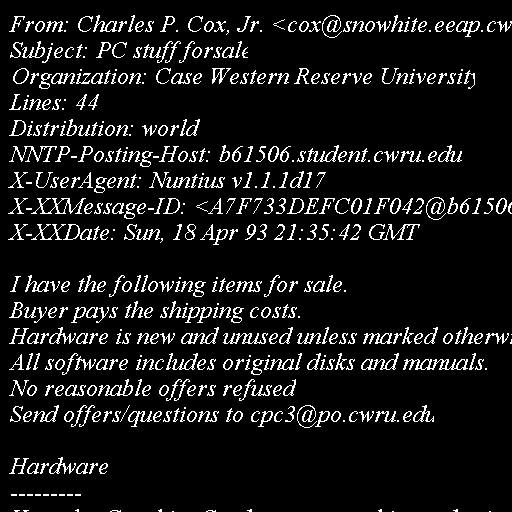 From: Charles P. Cox, Jr. <cox@snowhite.eeap.cw
Subject: PC stuff forsale
Organization: Case Western Reserve University
Lines: 44
Distribution: world
NNTP-Posting-Host: b61506.student.cwru.edu
X-UserAgent: Nuntius v1.1.1d17
X-XXMessage-ID: <A7F733DEFC01F042@b61506
X-XXDate: Sun, 18 Apr 93 21:35:42 GMT
I have the following items for sale.
Buyer pays the shipping costs.
Hardware is new and unused unless marked otherwi
All software includes original disks and manuals.
No reasonable offers refused
Send offers/questions to cpc3@po.cwru.edu
Hardware
---------